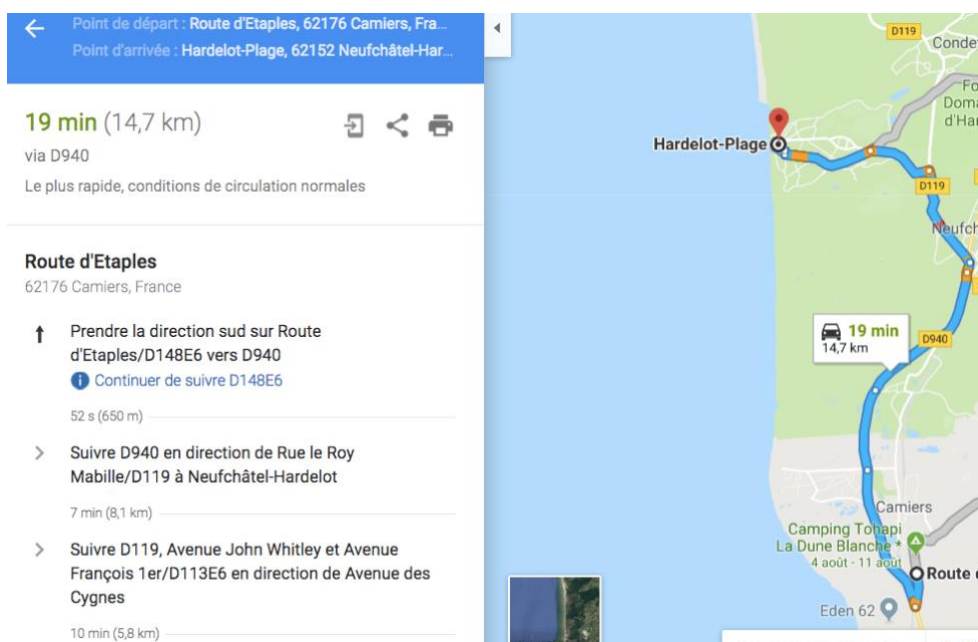 Point de départ : Route d'Etaples, 62176 Camiers, Fra...
Point d'arrivée : Hardelot-Plage, 62152 Neufchâtel-Har...
19 min (14,7 km)
via D940
Le plus rapide, conditions de circulation normales
Route d'Etaples
62176 Camiers, France
Prendre la direction sud sur Route
d'Etaples/D148E6 vers D940
Continuer de suivre D148E6
52 s (650 m)
Suivre D940 en direction de Rue le Roy
Mabille/D119 à Neufchâtel-Hardelot
7 min (8,1 km)
Suivre D119, Avenue John Whitley et Avenue
François 1er/D113E6 en direction de Avenue des
Cygnes
10 min (5,8 km)
D119
Conde
Fo
Doma
d'Har
Hardelot-Plage
D119
Neufch
19 min
14,7 km
D940
Camiers
Camping Tohapi
La Dune Blanche *
4 août - 11 août
Route d
Eden 62